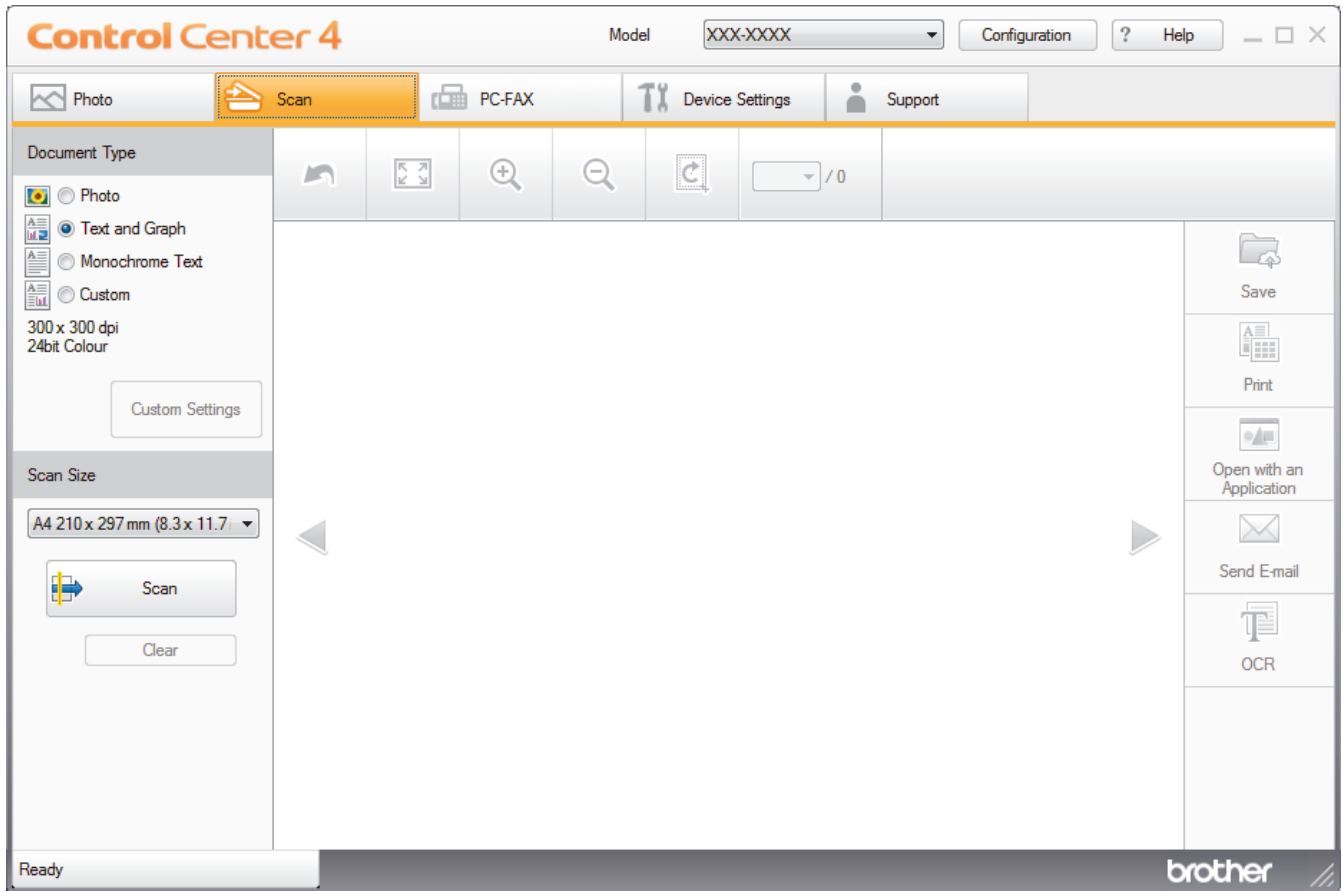 Control Center 4
Model XXX-XXXX Configuration ? Help
Photo Scan PC-FAX Device Settings Support
Document Type
Photo
Text and Graph
Monochrome Text
Custom
300 x 300 dpi
24bit Colour
Custom Settings
Scan Size
A4 210 x 297 mm (8.3 x 11.7
Scan
Clear
/ 0
Save
Print
Open with an
Application
Send E-mail
OCR
Ready
brother